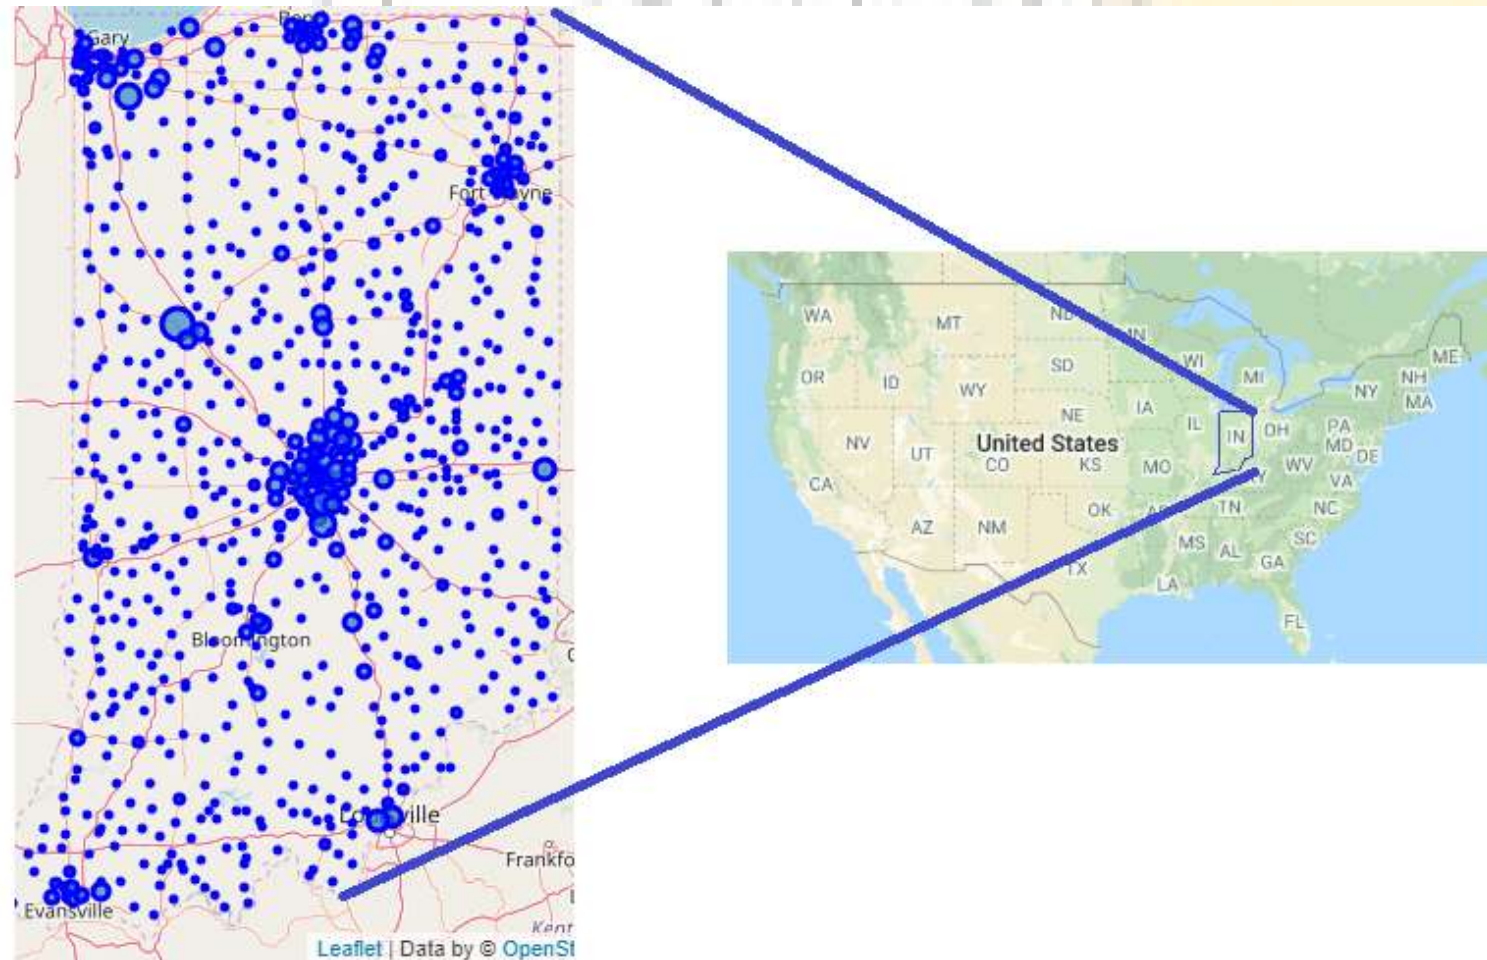 Gary
Fort Wayne
Bloomington
Louisville
Frankfo
Evansville
Kent
Leaflet | Data by © OpenSt
WA
MT
ND
MN
OR
ID
WY
SD
WI
MI
ME
NY
NH
MA
NV
UT
United States
CO
NE
KS
IA
IL
IN
OH
PA
MD
DE
MO
WV
VA
CA
AZ
NM
OK
TN
NC
TX
MS
AL
GA
SC
LA
FL